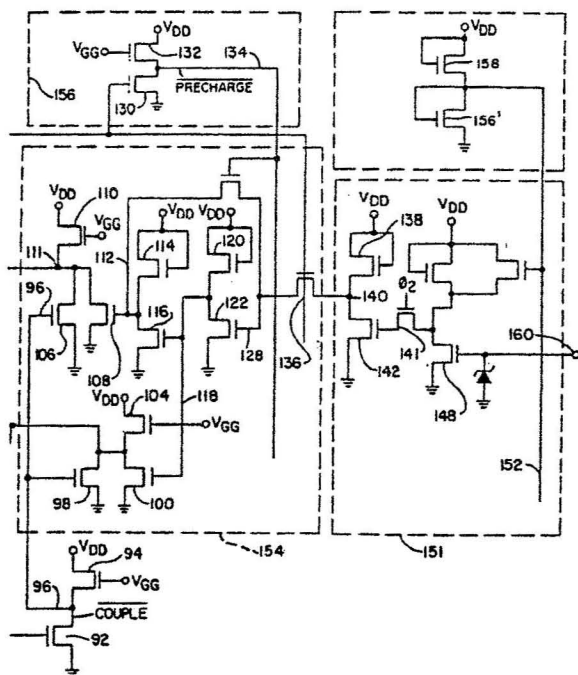 VDD
VGG
132
134
156
130
PRECHARGE
VDD
158
156'
VDD
110
VGG
111
96
106
108
112
VDD
114
116
VDD
120
122
128
118
136
VDD
138
VDD
140
Ø2
141
142
148
160
152
VDD
104
VGG
98
100
154
151
VDD
94
VGG
96
COUPLE
92